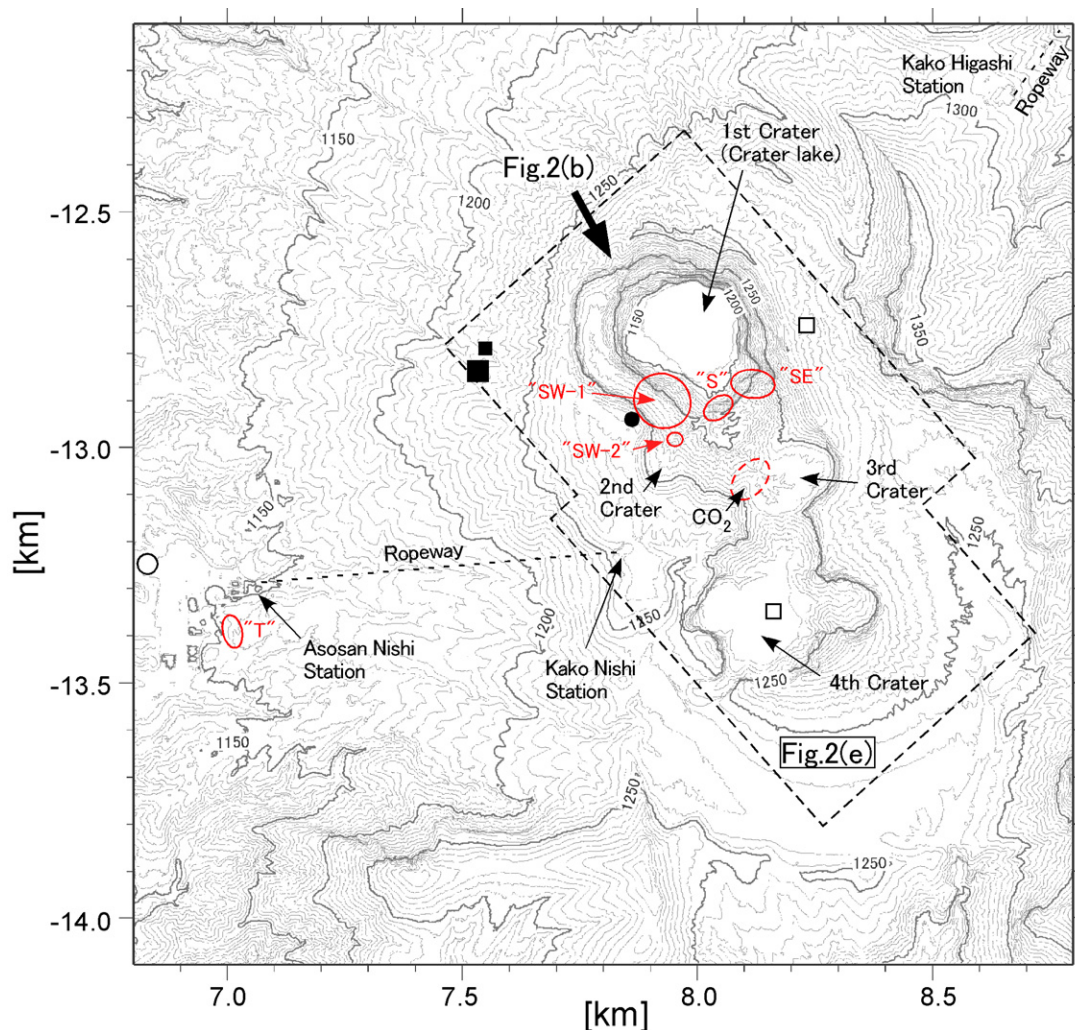 Kako Higashi
Station
Ropeway
1300
1150
1st Crater
(Crater lake)
1250
Fig.2(b)
1200
-12.5
1250
1200
1150
1350
1150
"SW-1"
"S"
"SE"
-13.0
"SW-2"
2nd
Crater
CO2
3rd
Crater
1150
1250
Ropeway
[km]
"T"
Asosan Nishi
Station
1200
Kako Nishi
Station
1250
-13.5
1250
4th Crater
1150
Fig.2(e)
1250
1250
-14.0
7.0
7.5
8.0
8.5
[km]